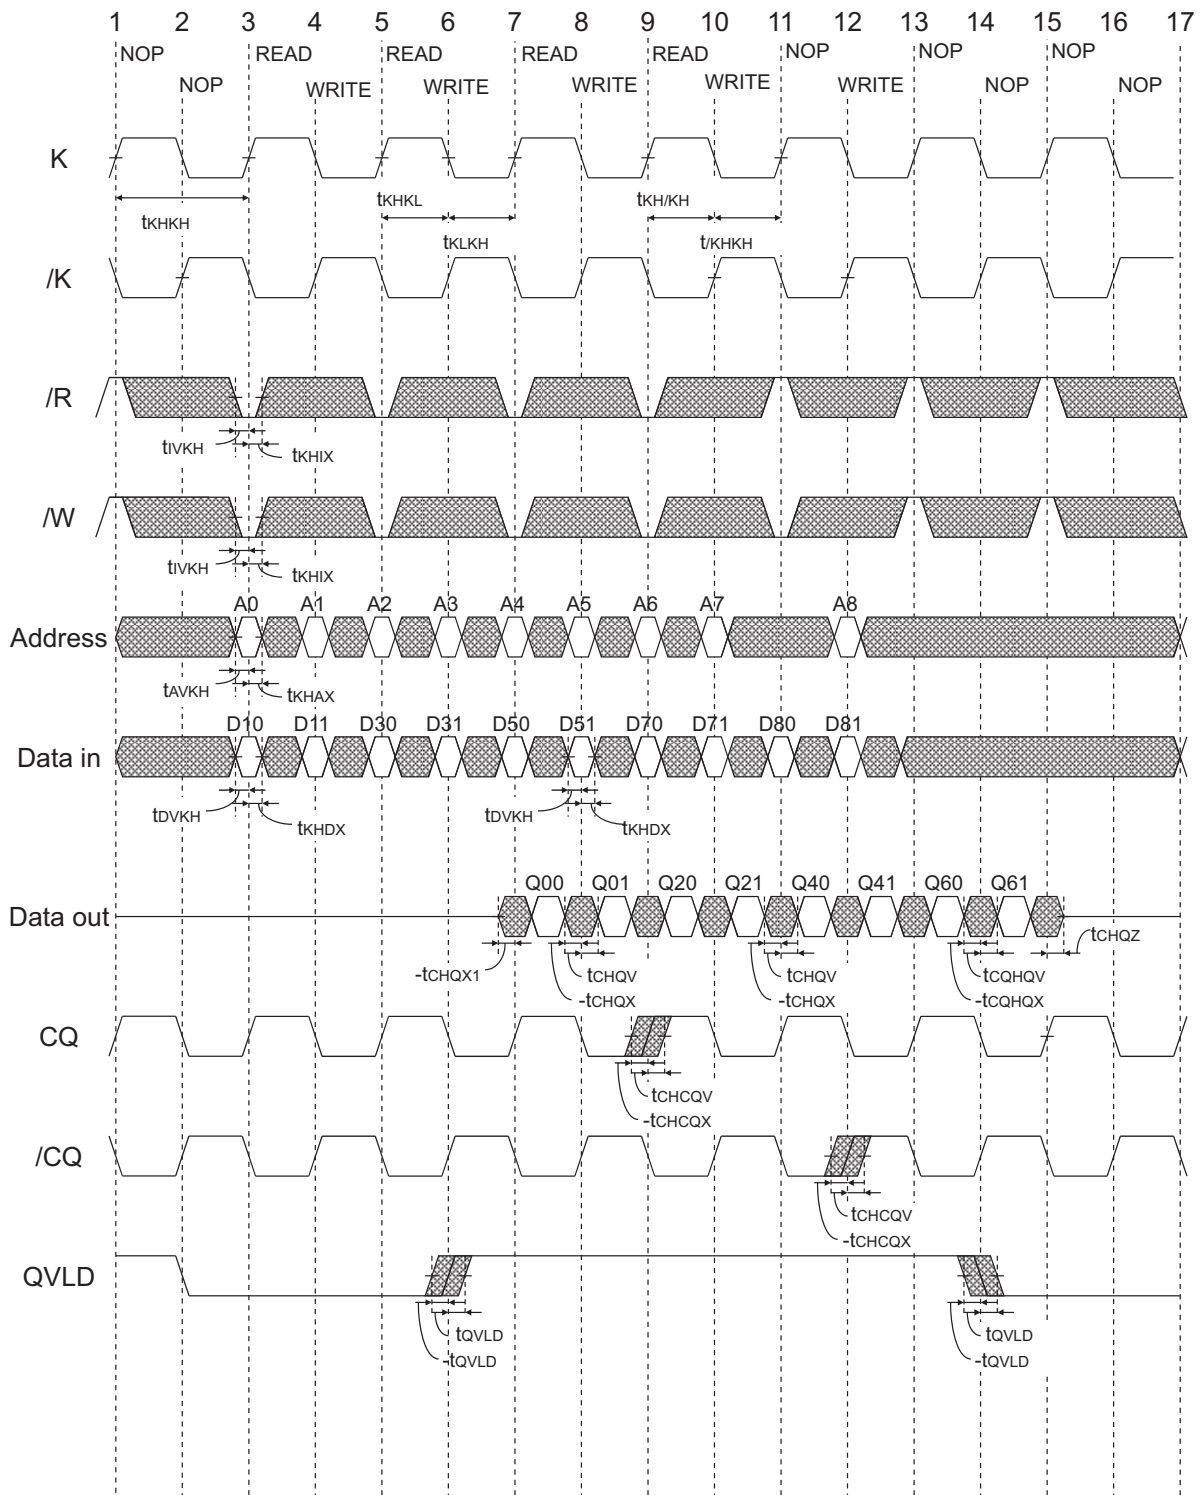 1 2 3 4 5 6 7 8 9 10 11 12 13 14 15 16 17
NOP READ READ READ READ NOP NOP NOP
NOP WRITE WRITE WRITE WRITE WRITE NOP NOP
K
tKHKL tKH/KH
tKHKH tKLKH t/KHKH
/K
/R
tIVKH tKHIX
/W
tIVKH tKHIX
A0 A1 A2 A3 A4 A5 A6 A7 A8
Address
tAVKH tKHAX
D10 D11 D30 D31 D50 D51 D70 D71 D80 D81
Data in
tDVKH tKHDX tDVKH tKHDX
Q00 Q01 Q20 Q21 Q40 Q41 Q60 Q61
Data out
tCHQZ
-tCHQX1 tCHQV tCHQV tCQHQV
-tCHQX -tCHQX -tCQHQX
CQ
tCHCQV
-tCHCQX
/CQ
tCHCQV
-tCHCQX
QVLD
tQVLD tQVLD
-tQVLD -tQVLD